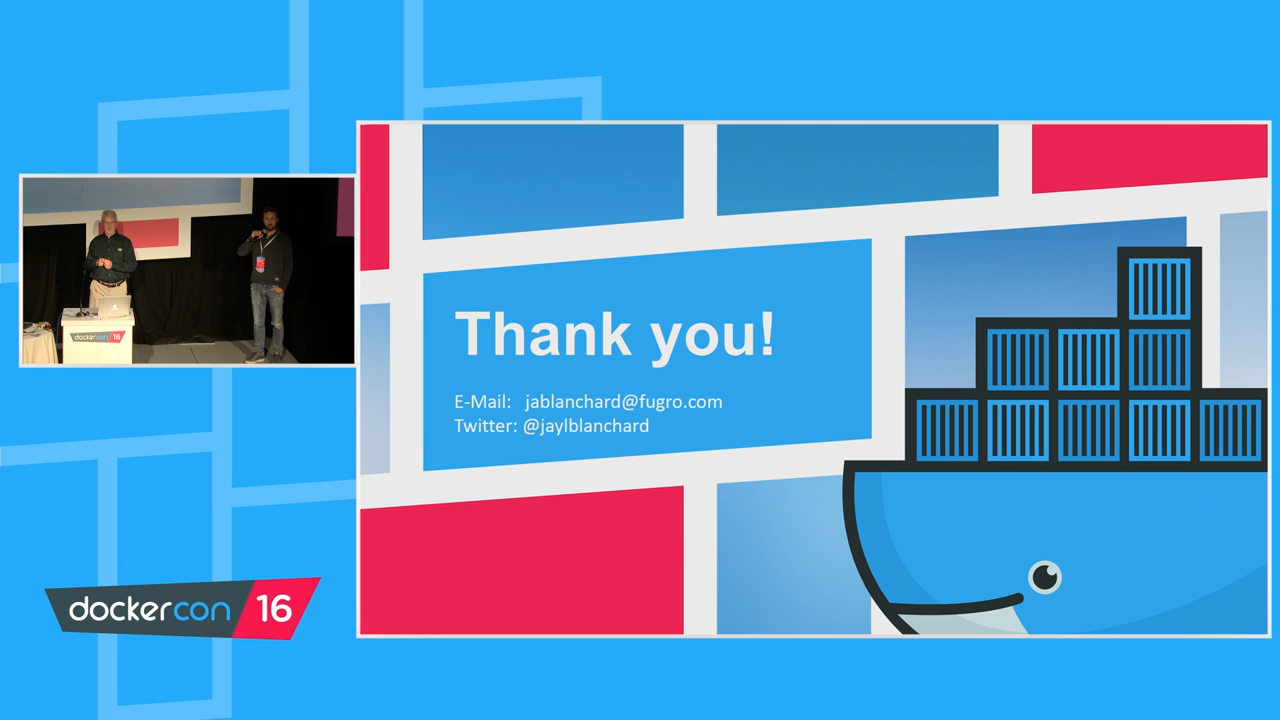 dockercon 16
Thank you!
E-Mail: jablanchard@fugro.com
Twitter: @jaylblanchard
dockercon 16